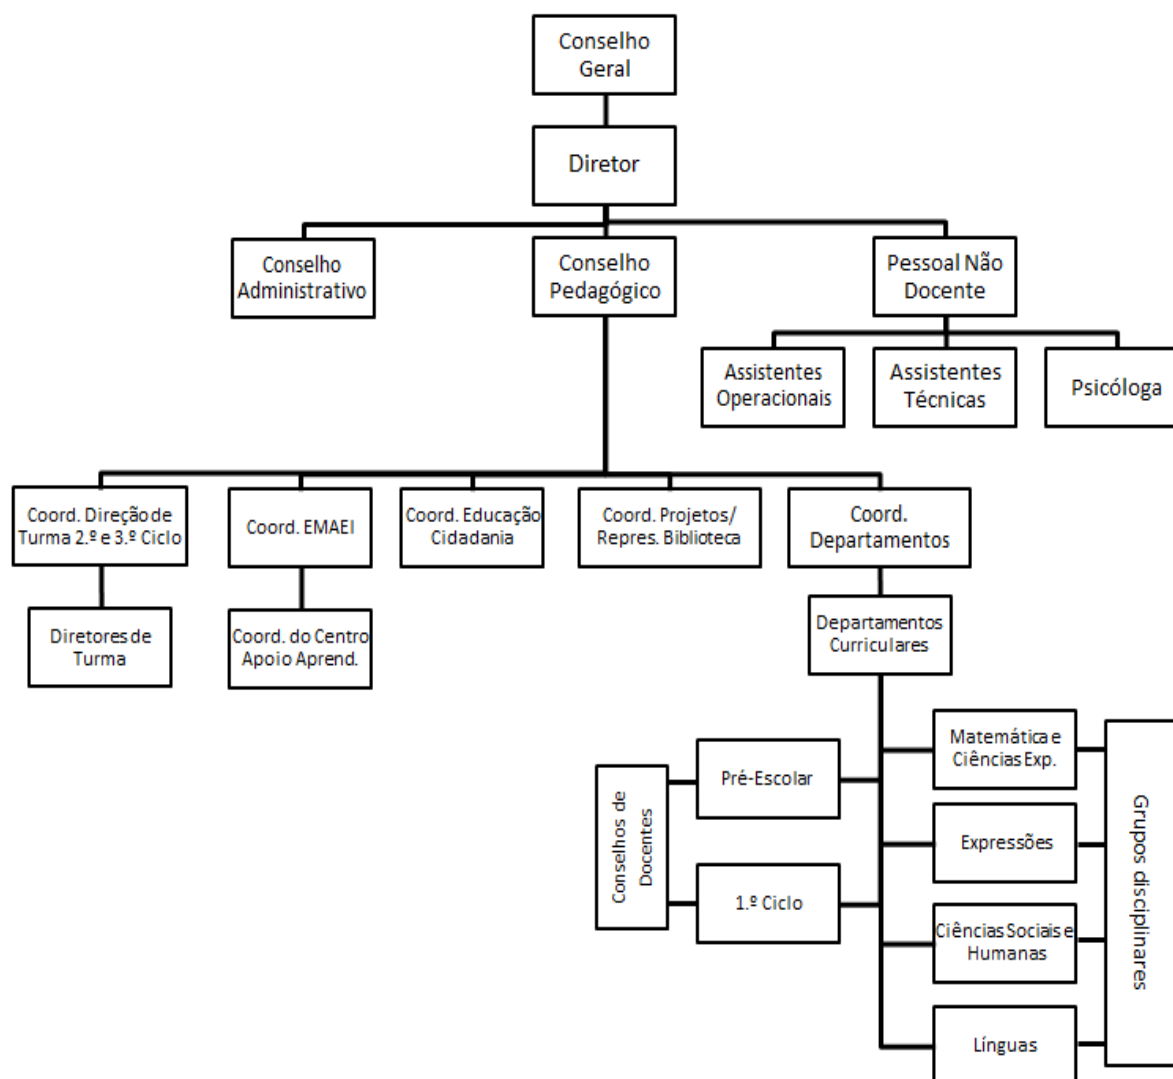 Conselho
Geral
Diretor
Conselho
Administrativo
Conselho
Pedagógico
Pessoal Não
Docente
Assistentes
Operacionais
Assistentes
Técnicas
Psicóloga
Coord. Direção de
Turma 2.º e 3.º Ciclo
Coord. EMAEI
Coord. Educação
Cidadania
Coord. Projetos/
Repres. Biblioteca
Coord.
Departamentos
Diretores de
Turma
Coord. do Centro
Apoio Aprend.
Departamentos
Curriculares
Conselhos de
Docentes
Pré-Escolar
1.º Ciclo
Matemática e
Ciências Exp.
Expressões
Ciências Sociais e
Humanas
Línguas
Grupos disciplinares